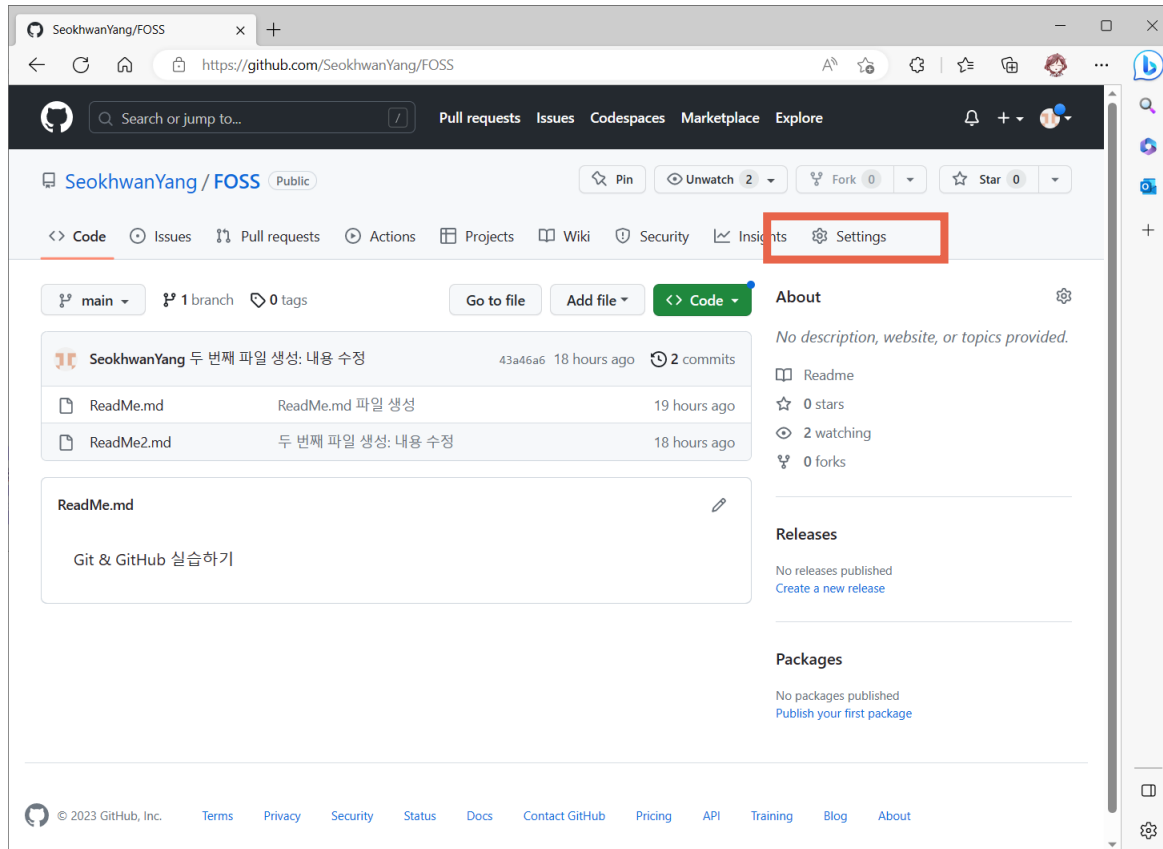 SeokhwanYang/FOSS
https://github.com/SeokhwanYang/FOSS
Search or jump to... / Pull requests Issues Codespaces Marketplace Explore
SeokhwanYang / FOSS Public Pin Unwatch 2 Fork 0 Star 0
Code Issues Pull requests Actions Projects Wiki Security Insights Settings
main 1 branch 0 tags Go to file Add file Code
SeokhwanYang 두 번째 파일 생성: 내용 수정 43a46a6 18 hours ago 2 commits
ReadMe.md ReadMe.md 파일 생성 19 hours ago
ReadMe2.md 두 번째 파일 생성: 내용 수정 18 hours ago
ReadMe.md
Git & GitHub 실습하기
About
No description, website, or topics provided.
Readme
0 stars
2 watching
0 forks
Releases
No releases published
Create a new release
Packages
No packages published
Publish your first package
© 2023 GitHub, Inc. Terms Privacy Security Status Docs Contact GitHub Pricing API Training Blog About